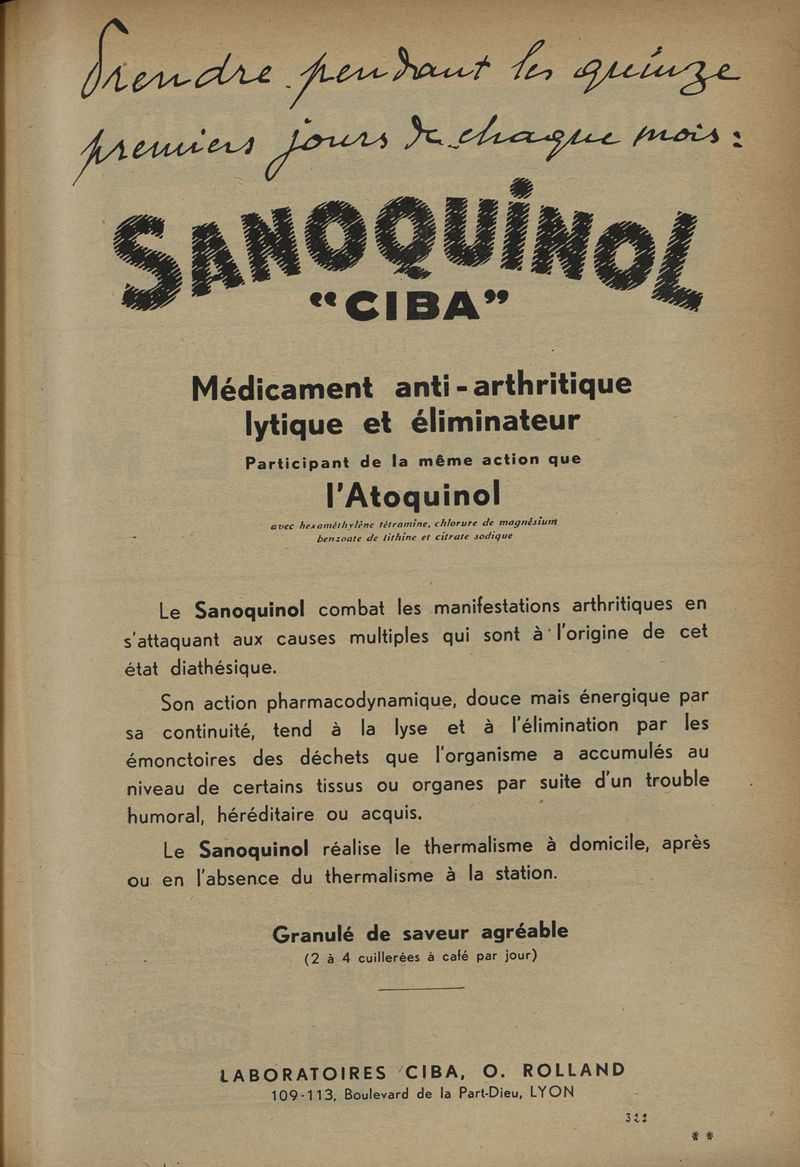 Prendre pendant les quinze
premiers jours de chaque mois :
SANOQUINOL
"CIBA"
Médicament anti-arthritique
lytique et éliminateur
Participant de la même action que
l'Atoquinol
avec hexaméthylène tétramine, chlorure de magnésium
benzoate de lithine et citrate sodique
Le Sanoquinol combat les manifestations arthritiques en
s'attaquant aux causes multiples qui sont à l'origine de cet
état diathésique.
Son action pharmacodynamique, douce mais énergique par
sa continuité, tend à la lyse et à l'élimination par les
émonctoires des déchets que l'organisme a accumulés au
niveau de certains tissus ou organes par suite d'un trouble
humoral, héréditaire ou acquis.
Le Sanoquinol réalise le thermalisme à domicile, après
ou en l'absence du thermalisme à la station.
Granulé de saveur agréable
(2 à 4 cuillerées à café par jour)
LABORATOIRES CIBA, O. ROLLAND
109-113, Boulevard de la Part-Dieu, LYON
* *